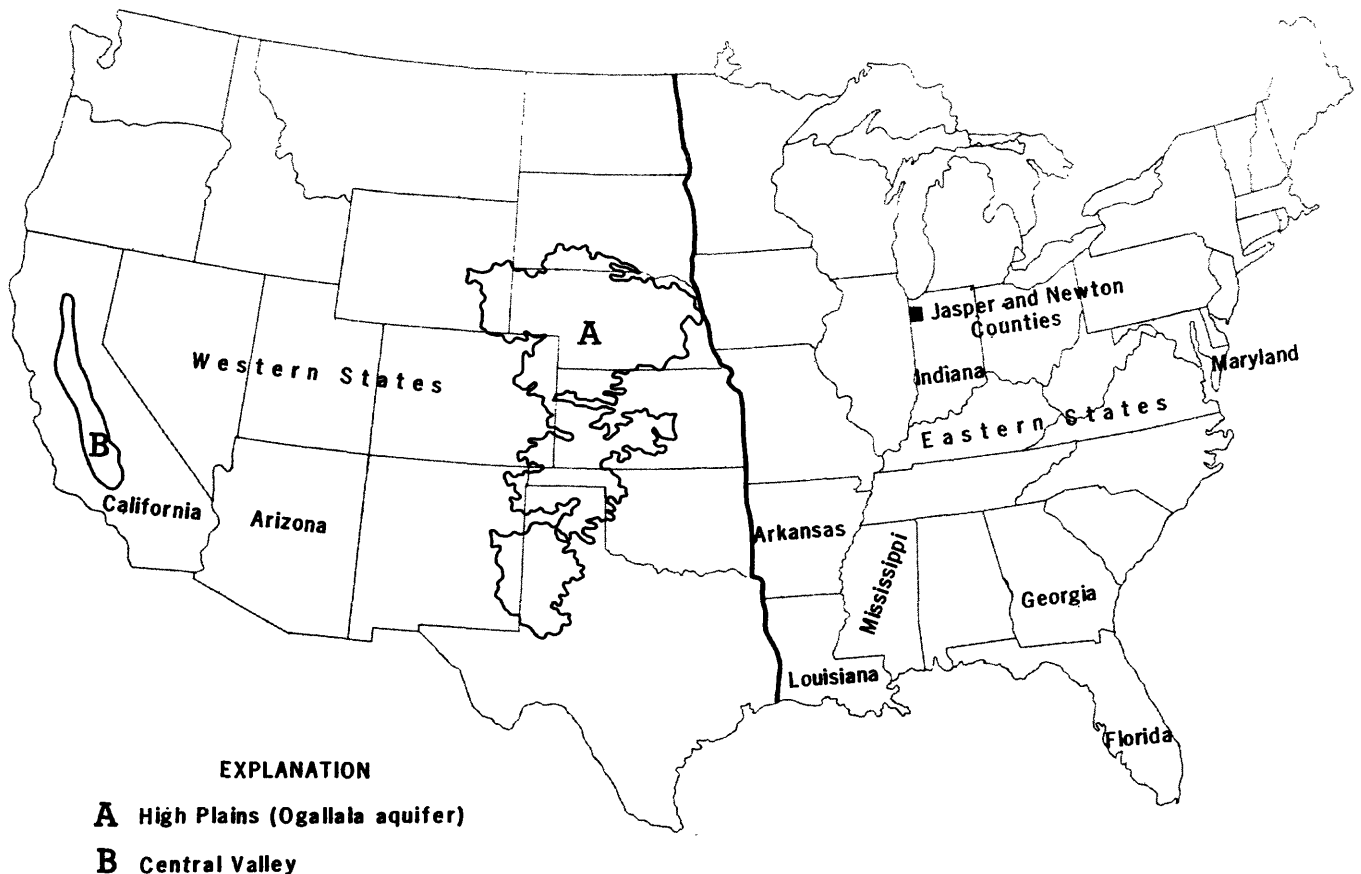 Jasper and Newton
Counties
A
Maryland
Western States
Indiana
Eastern States
B
California
Arizona
Arkansas
Mississippi
Georgia
Louisiana
Florida
EXPLANATION
A High Plains (Ogallala aquifer)
B Central Valley